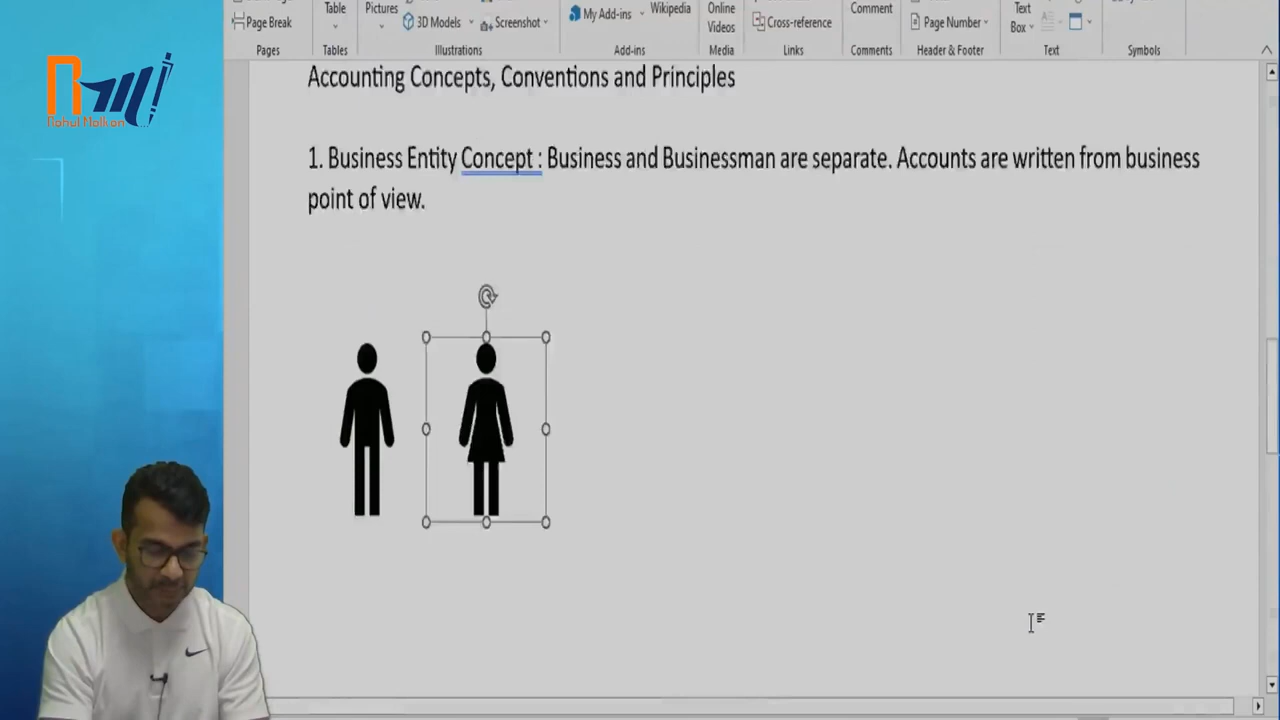 Page Break
Table
Pictures
3D Models
Screenshot
My Add-ins
Wikipedia
Online
Videos
Cross-reference
Comment
Page Number
Text
Box
Pages
Tables
Illustrations
Add-ins
Media
Links
Comments
Header & Footer
Text
Symbols
Rahul Malkan
Accounting Concepts, Conventions and Principles
1. Business Entity Concept : Business and Businessman are separate. Accounts are written from business
point of view.